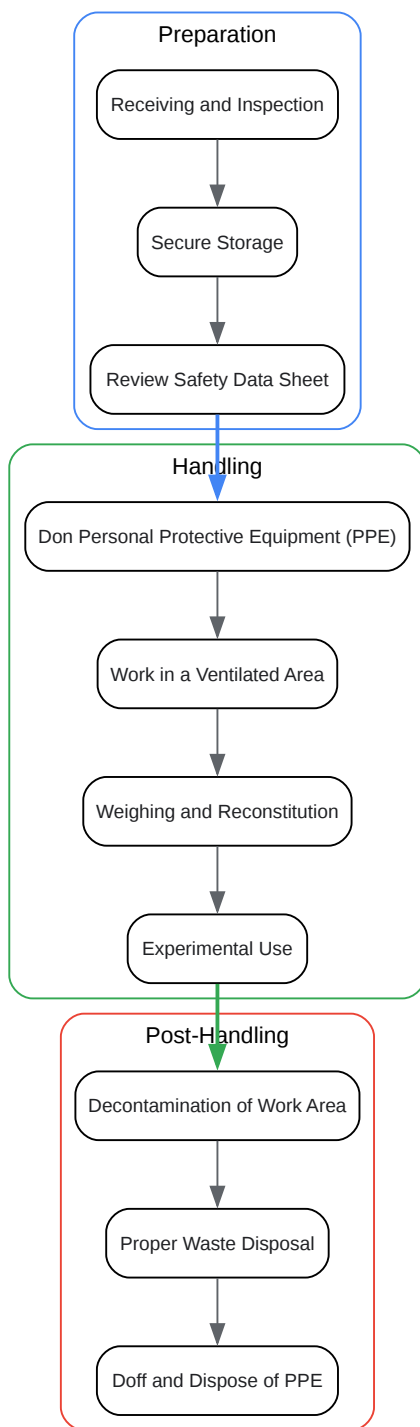 Preparation
Receiving and Inspection
Secure Storage
Review Safety Data Sheet
Handling
Don Personal Protective Equipment (PPE)
Work in a Ventilated Area
Weighing and Reconstitution
Experimental Use
Post-Handling
Decontamination of Work Area
Proper Waste Disposal
Doff and Dispose of PPE